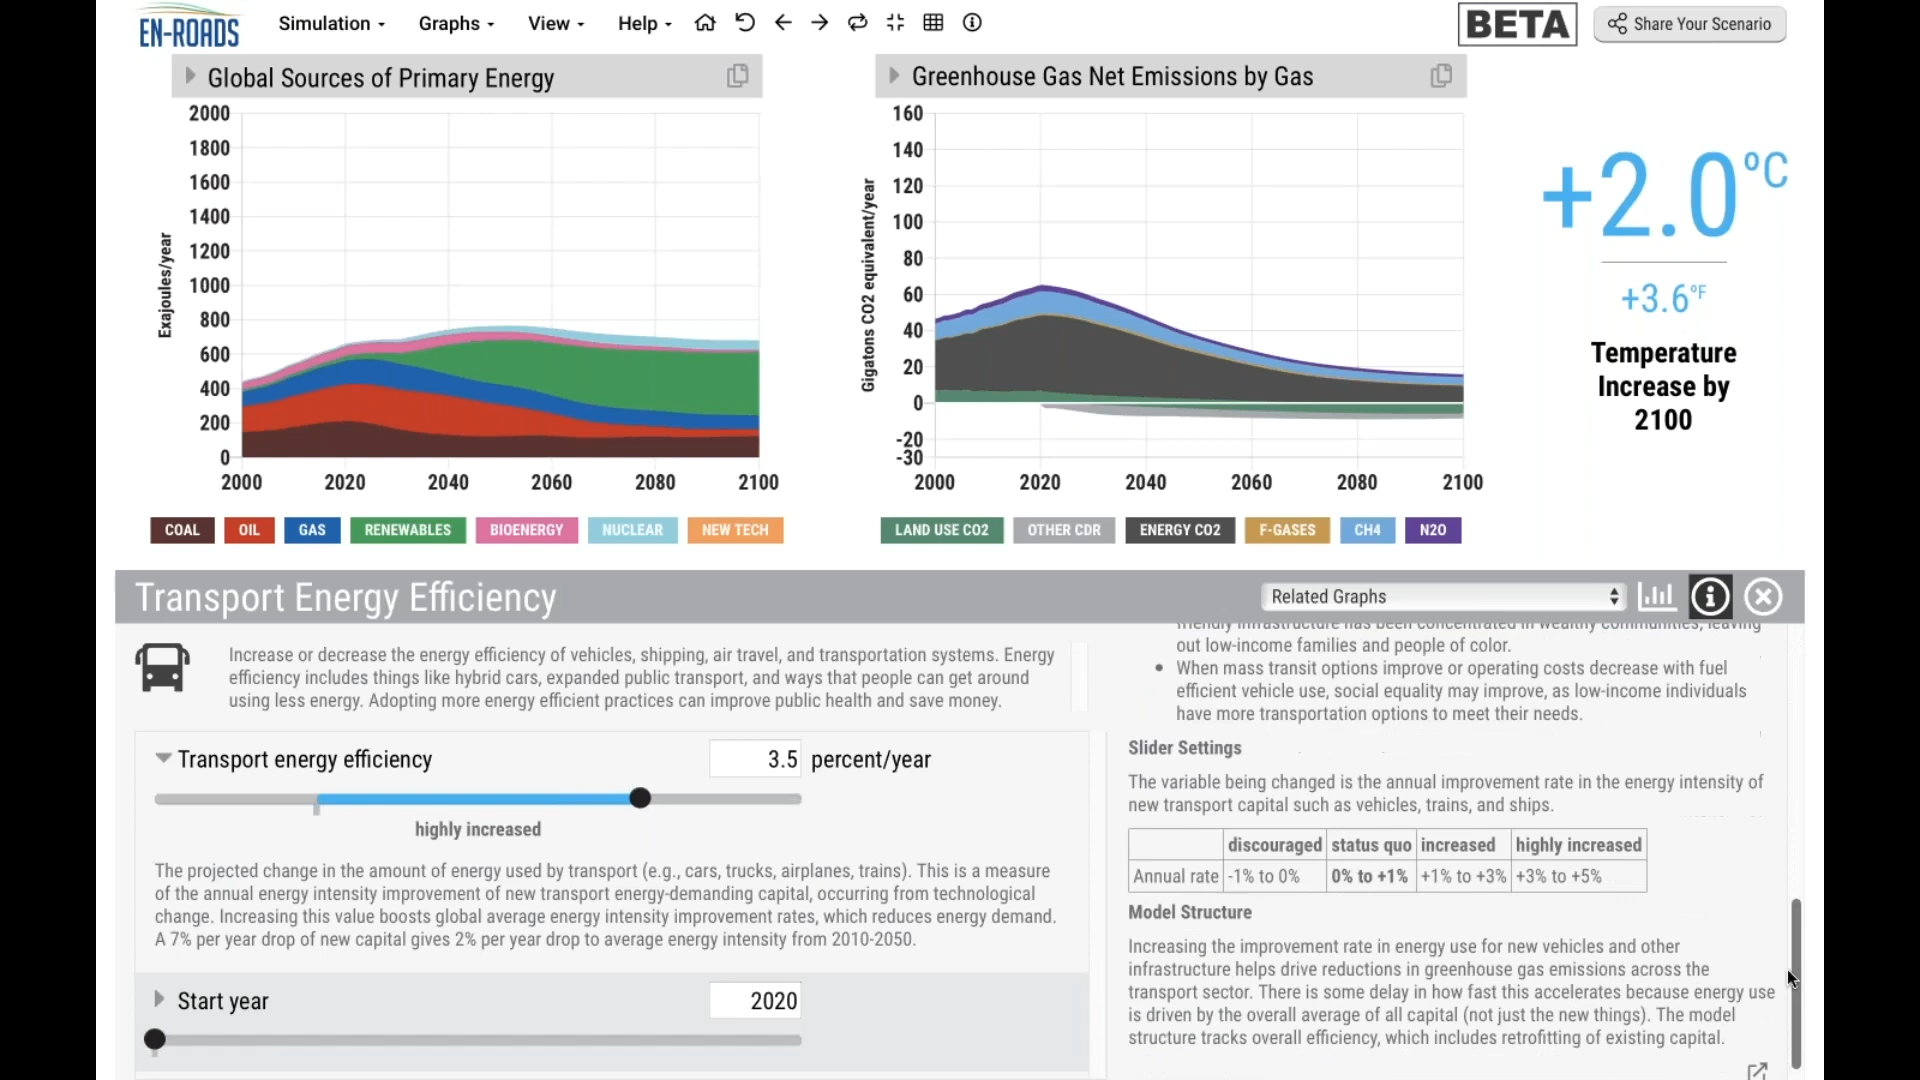 EN-ROADS
Simulation
Graphs
View
Help
BETA
Share Your Scenario
Global Sources of Primary Energy
Exajoules/year
2000
1800
1600
1400
1200
1000
800
600
400
200
0
2000 2020 2040 2060 2080 2100
COAL OIL GAS RENEWABLES BIOENERGY NUCLEAR NEW TECH
Greenhouse Gas Net Emissions by Gas
Gigatons CO2 equivalent/year
160
140
120
100
80
60
40
20
0
-20
-30
2000 2020 2040 2060 2080 2100
LAND USE CO2 OTHER CDR ENERGY CO2 F-GASES CH4 N2O
+2.0°C
+3.6°F
Temperature
Increase by
2100
Transport Energy Efficiency
Related Graphs
Increase or decrease the energy efficiency of vehicles, shipping, air travel, and transportation systems. Energy
efficiency includes things like hybrid cars, expanded public transport, and ways that people can get around
using less energy. Adopting more energy efficient practices can improve public health and save money.
Transport energy efficiency 3.5 percent/year
highly increased
The projected change in the amount of energy used by transport (e.g., cars, trucks, airplanes, trains). This is a measure
of the annual energy intensity improvement of new transport energy-demanding capital, occurring from technological
change. Increasing this value boosts global average energy intensity improvement rates, which reduces energy demand.
A 7% per year drop of new capital gives 2% per year drop to average energy intensity from 2010-2050.
Start year 2020
friendly infrastructure has been concentrated in wealthy communities, leaving
out low-income families and people of color.
• When mass transit options improve or operating costs decrease with fuel
efficient vehicle use, social equality may improve, as low-income individuals
have more transportation options to meet their needs.
Slider Settings
The variable being changed is the annual improvement rate in the energy intensity of
new transport capital such as vehicles, trains, and ships.
discouraged status quo increased highly increased
Annual rate -1% to 0% 0% to +1% +1% to +3% +3% to +5%
Model Structure
Increasing the improvement rate in energy use for new vehicles and other
infrastructure helps drive reductions in greenhouse gas emissions across the
transport sector. There is some delay in how fast this accelerates because energy use
is driven by the overall average of all capital (not just the new things). The model
structure tracks overall efficiency, which includes retrofitting of existing capital.